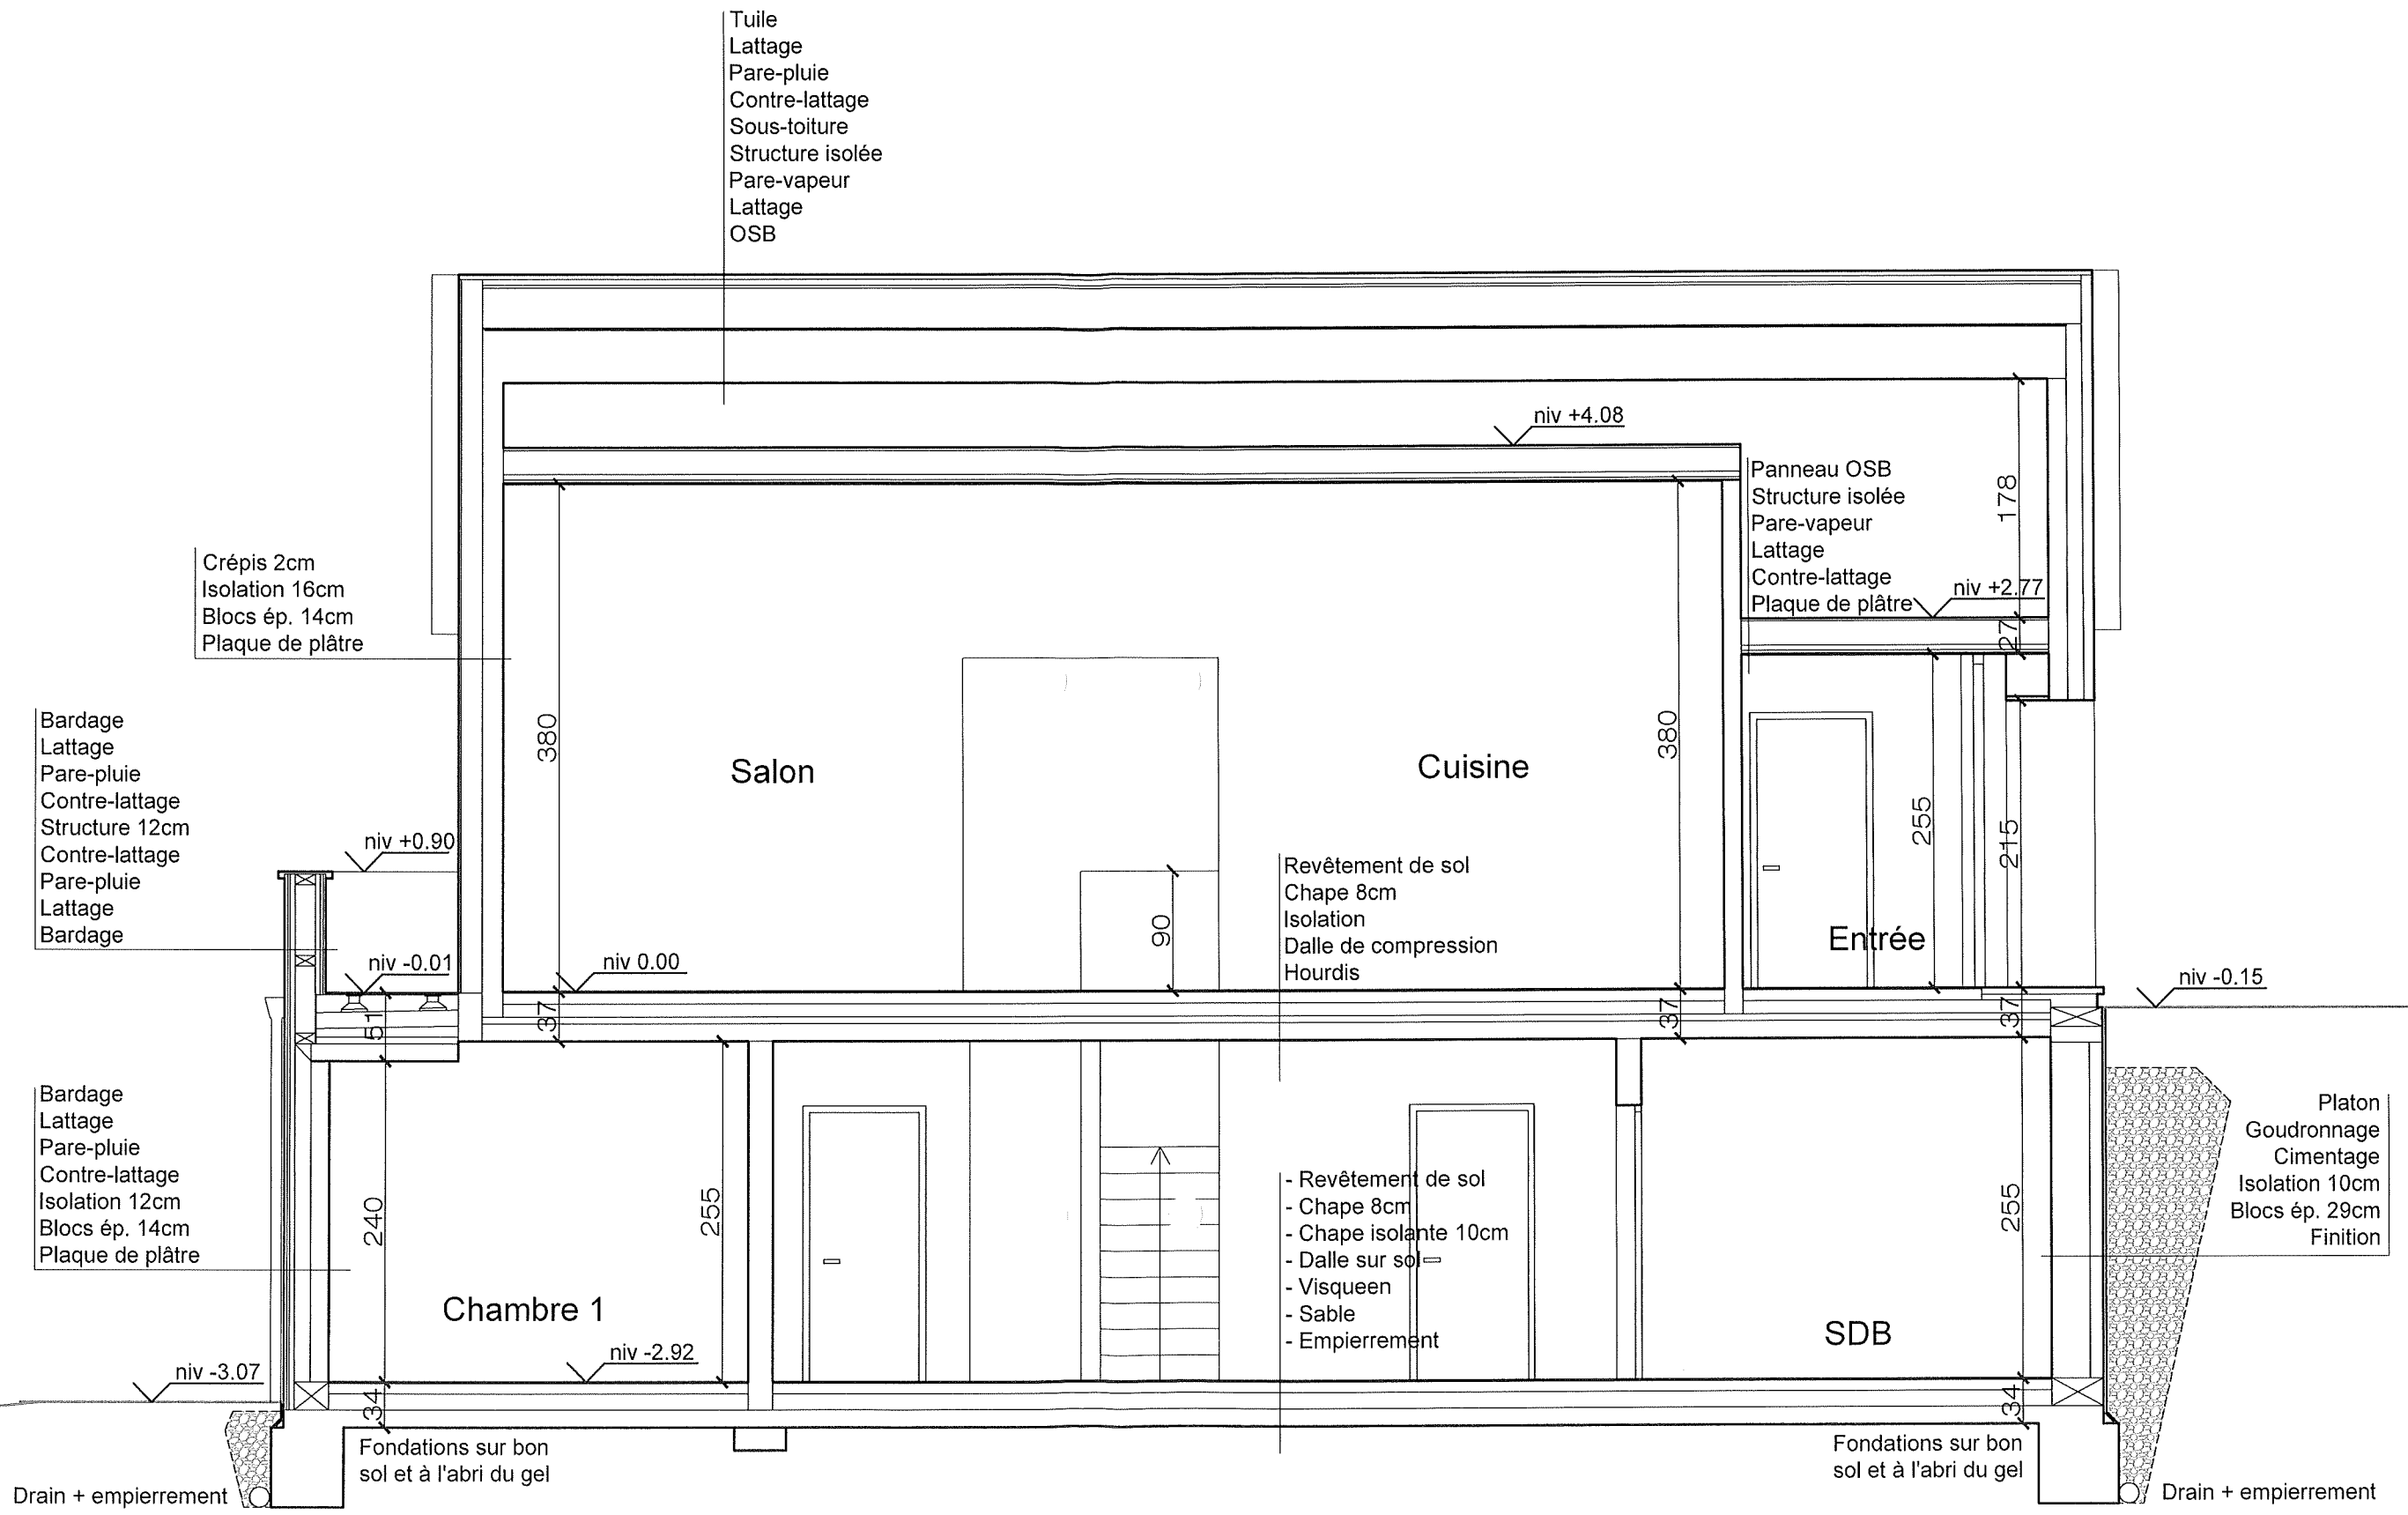 Tuile
Lattage
Pare-pluie
Contre-lattage
Sous-toiture
Structure isolée
Pare-vapeur
Lattage
OSB
niv +4.08
Panneau OSB
Structure isolée
Pare-vapeur
Lattage
Contre-lattage
Plaque de plâtre
178
niv +2.77
27
Crépis 2cm
Isolation 16cm
Blocs ép. 14cm
Plaque de plâtre
380
Salon
Cuisine
380
255
215
Bardage
Lattage
Pare-pluie
Contre-lattage
Structure 12cm
Contre-lattage
Pare-pluie
Lattage
Bardage
niv +0.90
niv -0.01
niv 0.00
90
Revêtement de sol
Chape 8cm
Isolation
Dalle de compression
Hourdis
Entrée
niv -0.15
51
37
37
37
Bardage
Lattage
Pare-pluie
Contre-lattage
Isolation 12cm
Blocs ép. 14cm
Plaque de plâtre
240
255
- Revêtement de sol
- Chape 8cm
- Chape isolante 10cm
- Dalle sur sol
- Visqueen
- Sable
- Empierrement
255
Platon
Goudronnage
Cimentage
Isolation 10cm
Blocs ép. 29cm
Finition
Chambre 1
SDB
niv -2.92
niv -3.07
34
34
Fondations sur bon
sol et à l'abri du gel
Fondations sur bon
sol et à l'abri du gel
Drain + empierrement
Drain + empierrement